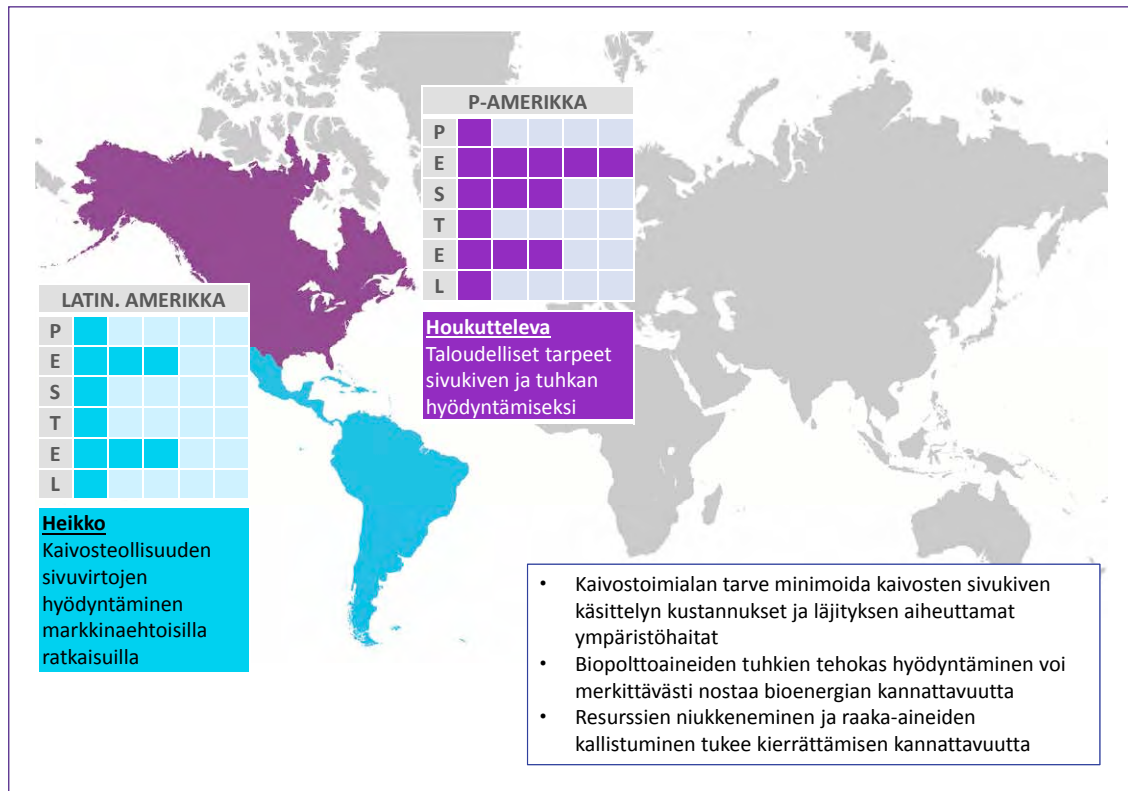 P-AMERIKKA
P
E
S
T
E
L
Houkutteleva
Taloudelliset tarpeet
sivukiven ja tuhkan
hyödyntämiseksi
LATIN. AMERIKKA
P
E
S
T
E
L
Heikko
Kaivosteollisuuden
sivuvirtojen
hyödyntäminen
markkinaehtoisilla
ratkaisuilla
• Kaivostoimialan tarve minimoida kaivosten sivukiven
käsittelyn kustannukset ja läjityksen aiheuttamat
ympäristöhaitat
• Biopolttoaineiden tuhkien tehokas hyödyntäminen voi
merkittävästi nostaa bioenergian kannattavuutta
• Resurssien niukkeneminen ja raaka-aineiden
kallistuminen tukee kierrättämisen kannattavuutta